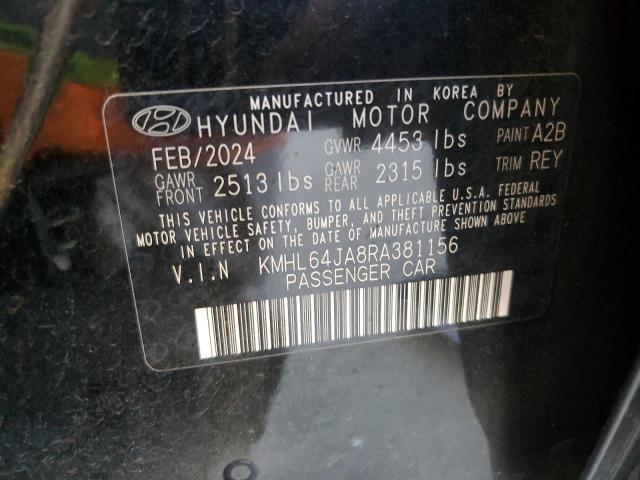 MANUFACTURED IN KOREA BY
HYUNDAI MOTOR COMPANY
FEB/2024 GVWR 4453 lbs PAINT A2B
GAWR FRONT 2513 lbs GAWR REAR 2315 lbs TRIM REY
THIS VEHICLE CONFORMS TO ALL APPLICABLE U.S.A. FEDERAL
MOTOR VEHICLE SAFETY, BUMPER, AND THEFT PREVENTION STANDARDS
IN EFFECT ON THE DATE OF MANUFACTURE SHOWN ABOVE
V.I.N KMHL64JA8RA381156
PASSENGER CAR